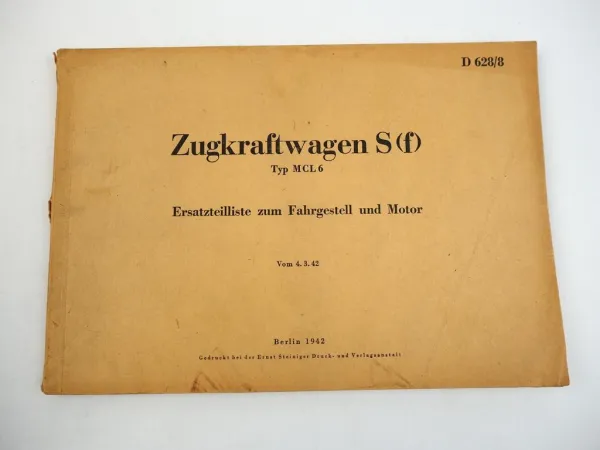 D 628/8
Zugkraftwagen S (f)
Typ MCL 6
Ersatzteilliste zum Fahrgestell und Motor
Vom 4. 3. 42
Berlin 1942
Gedruckt bei der Ernst Steiniger Druck- und Verlagsanstalt